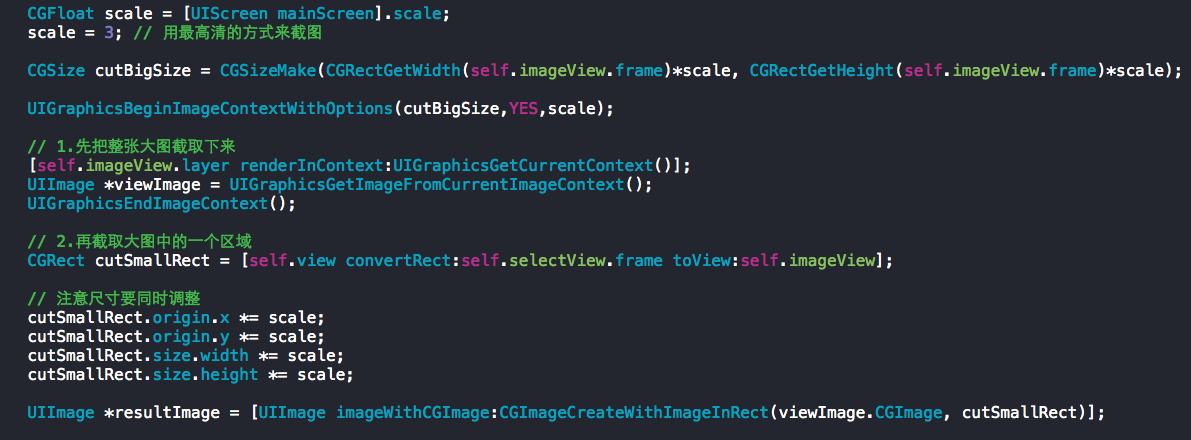 CGFloat scale = [UIScreen mainScreen].scale;
scale = 3; // 用最高清的方式来截图
CGSize cutBigSize = CGSizeMake(CGRectGetWidth(self.imageView.frame)*scale, CGRectGetHeight(self.imageView.frame)*scale);
UIGraphicsBeginImageContextWithOptions(cutBigSize,YES,scale);
// 1.先把整张大图截取下来
[self.imageView.layer renderInContext:UIGraphicsGetCurrentContext()];
UIImage *viewImage = UIGraphicsGetImageFromCurrentImageContext();
UIGraphicsEndImageContext();
// 2.再截取大图中的一个区域
CGRect cutSmallRect = [self.view convertRect:self.selectView.frame toView:self.imageView];
// 注意尺寸要同时调整
cutSmallRect.origin.x *= scale;
cutSmallRect.origin.y *= scale;
cutSmallRect.size.width *= scale;
cutSmallRect.size.height *= scale;
UIImage *resultImage = [UIImage imageWithCGImage:CGImageCreateWithImageInRect(viewImage.CGImage, cutSmallRect)];